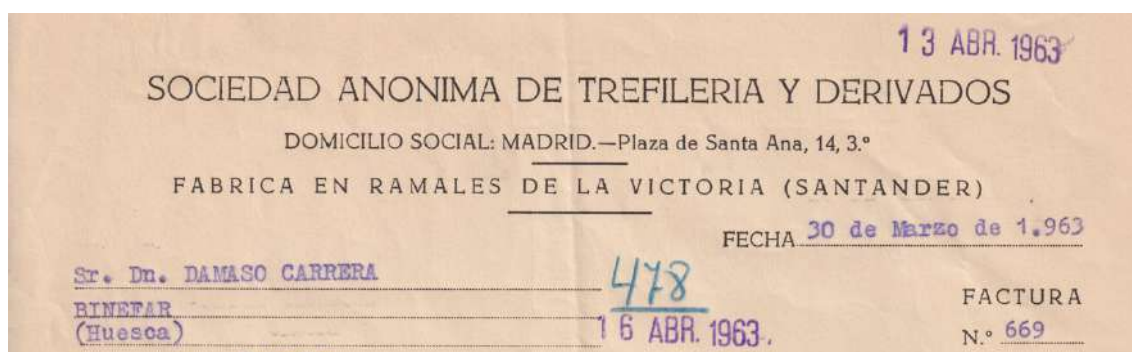 13 ABR. 1963
SOCIEDAD ANONIMA DE TREFILERIA Y DERIVADOS
DOMICILIO SOCIAL: MADRID.—Plaza de Santa Ana, 14, 3.º
FABRICA EN RAMALES DE LA VICTORIA (SANTANDER)
FECHA 30 de Marzo de 1.963
Sr. Dn. DAMASO CARRERA
478
BINEFAR
FACTURA
(Huesca)
16 ABR. 1963.
N.º 669